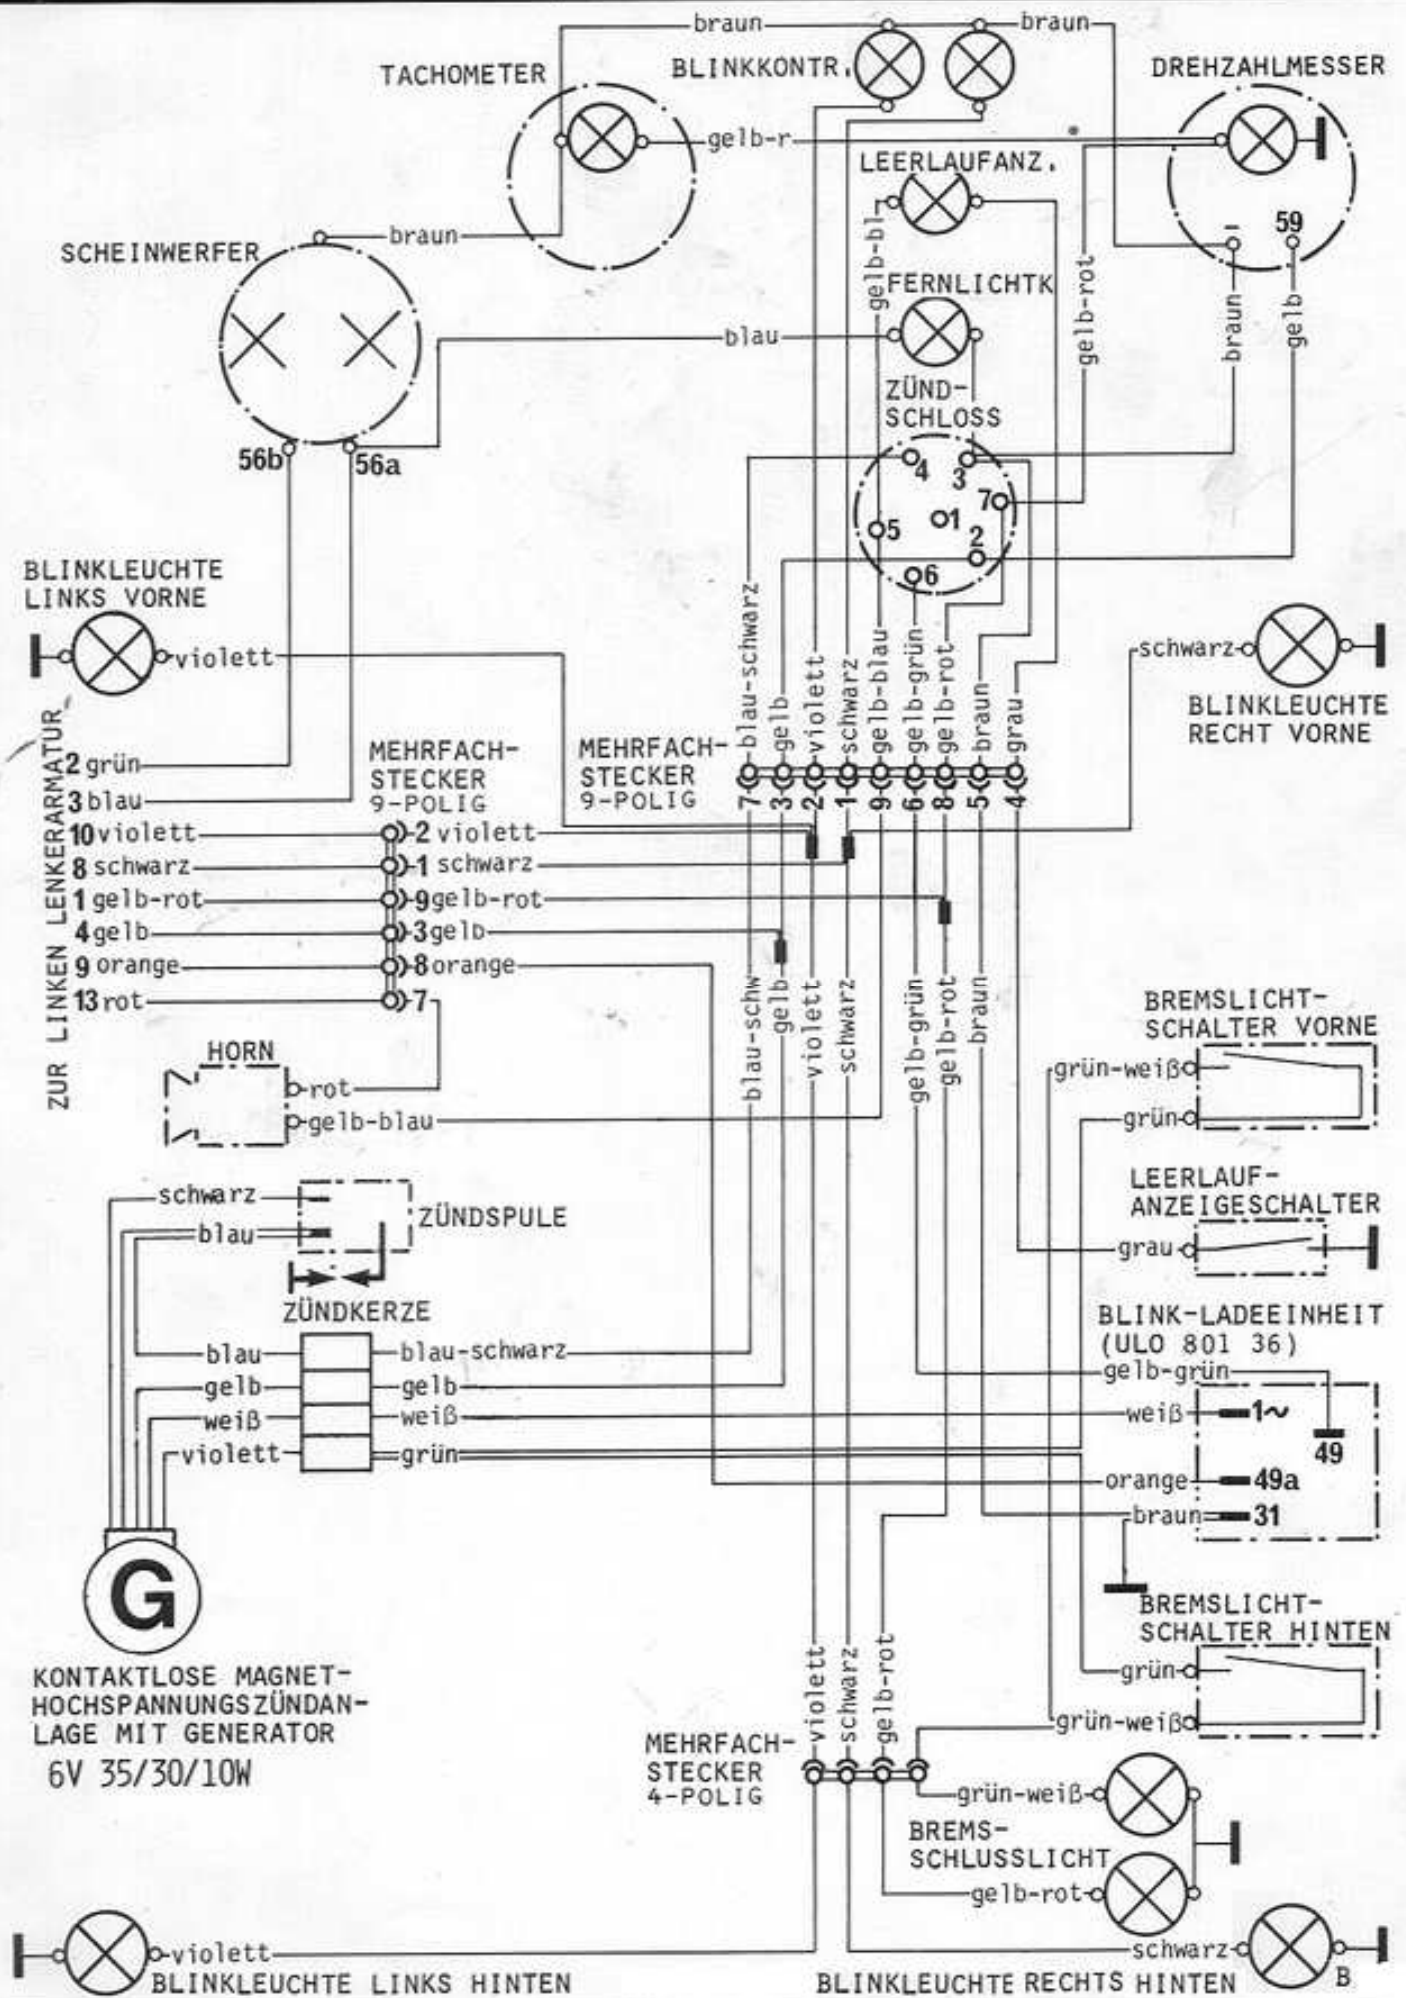 braun
braun
TACHOMETER
BLINKKONTR.
DREHZAHLMESSER
gelb-r
LEERLAUFANZ.
59
braun
SCHEINWERFER
gelb-bl
gelb-rot
FERNLICHTK
braun
gelb
blau
ZÜND-
SCHLOSS
56b
56a
4
3
7
1
5
2
6
BLINKLEUCHTE
LINKS VORNE
violett
schwarz
BLINKLEUCHTE
RECHT VORNE
blau-schwarz
gelb
violett
schwarz
gelb-blau
gelb-grün
gelb-rot
braun
grau
ZUR LINKEN LENKERARMATUR
2 grün
3 blau
10 violett
8 schwarz
1 gelb-rot
4 gelb
9 orange
13 rot
MEHRFACH-
STECKER
9-POLIG
MEHRFACH-
STECKER
9-POLIG
7 3 2 1 9 6 8 5 4
2 violett
1 schwarz
9 gelb-rot
3 gelb
8 orange
7
blau-schw
gelb
violett
schwarz
gelb-grün
gelb-rot
braun
HORN
rot
gelb-blau
BREMSLICHT-
SCHALTER VORNE
grün-weiß
grün
schwarz
blau
ZÜNDSPULE
ZÜNDKERZE
LEERLAUF-
ANZEIGESCHALTER
grau
BLINK-LADEEINHEIT
(ULO 801 36)
gelb-grün
blau
blau-schwarz
gelb
gelb
weiß
weiß
weiß
1~
49
violett
grün
orange
49a
braun
31
G
KONTAKTLOSE MAGNET-
HOCHSPANNUNGSZÜNDAN-
LAGE MIT GENERATOR
6V 35/30/10W
BREMSLICHT-
SCHALTER HINTEN
grün
grün-weiß
violett
schwarz
gelb-rot
MEHRFACH-
STECKER
4-POLIG
grün-weiß
BREMS-
SCHLUSSLICHT
gelb-rot
violett
BLINKLEUCHTE LINKS HINTEN
schwarz
BLINKLEUCHTE RECHTS HINTEN
B